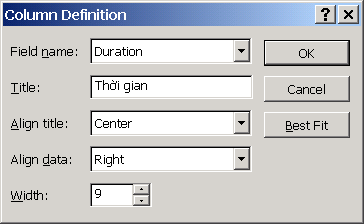 Column Definition ? ×
Field name: Duration OK
Title: Thời gian Cancel
Align title: Center Best Fit
Align data: Right
Width: 9